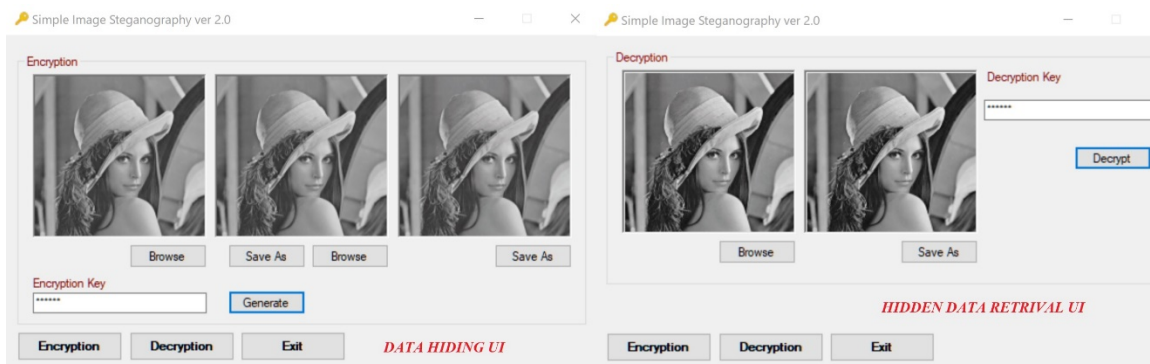 Simple Image Steganography ver 2.0
Encryption
Browse
Save As
Browse
Save As
Encryption Key
******
Generate
Encryption
Decryption
Exit
DATA HIDING UI
Simple Image Steganography ver 2.0
Decryption
Decryption Key
******
Decrypt
Browse
Save As
HIDDEN DATA RETRIVAL UI
Encryption
Decryption
Exit